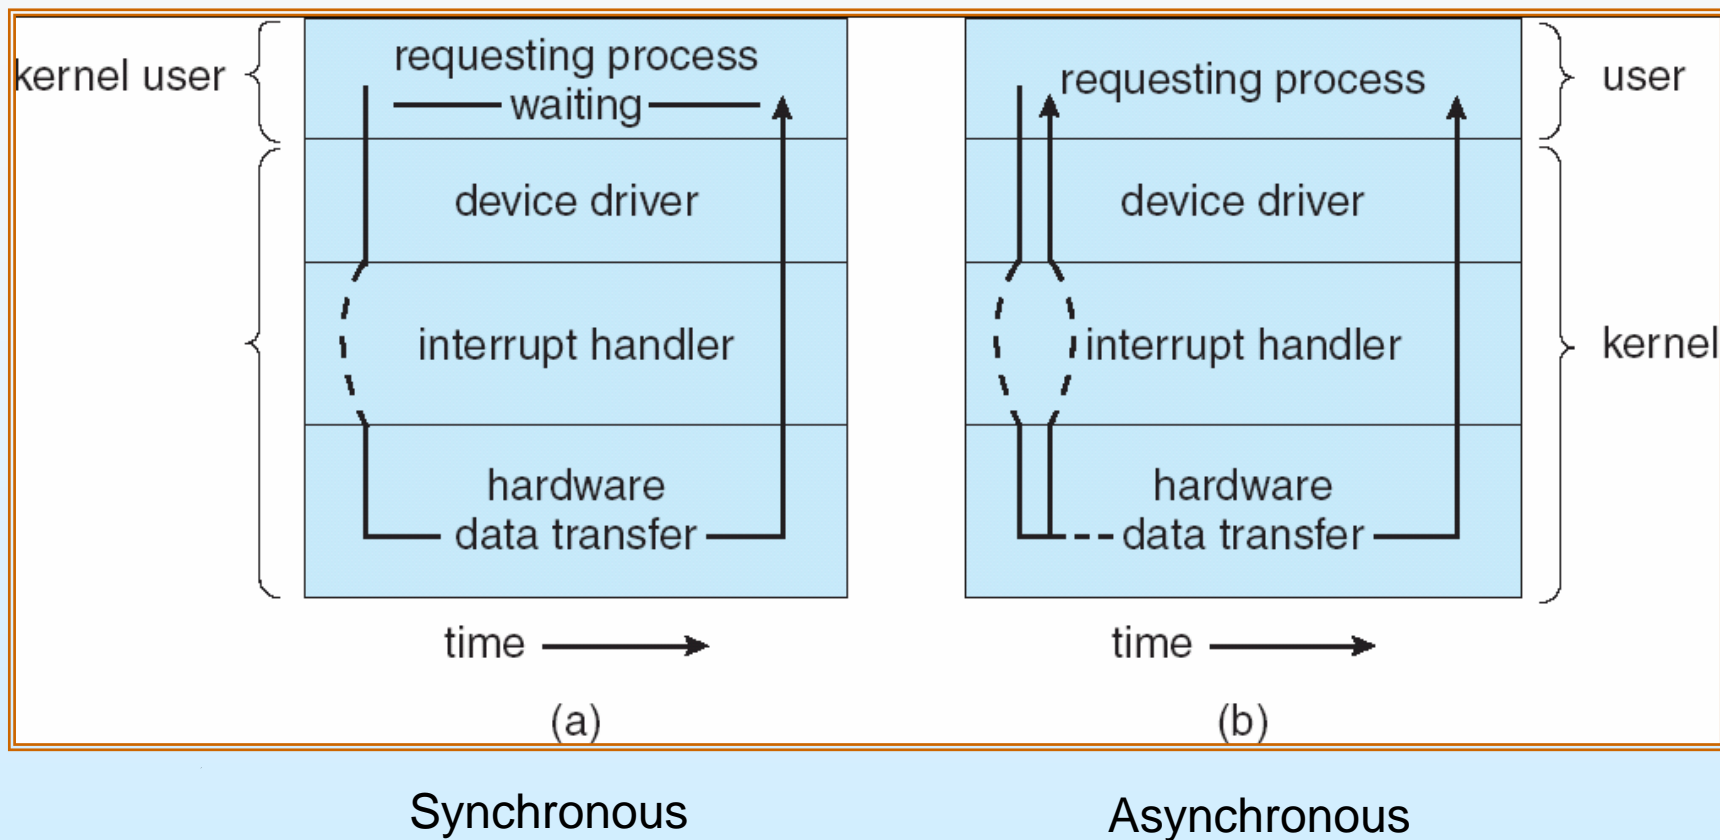 kernel user
requesting process
waiting
device driver
interrupt handler
hardware
data transfer
time
(a)
requesting process
device driver
interrupt handler
hardware
data transfer
time
(b)
user
kernel
Synchronous
Asynchronous